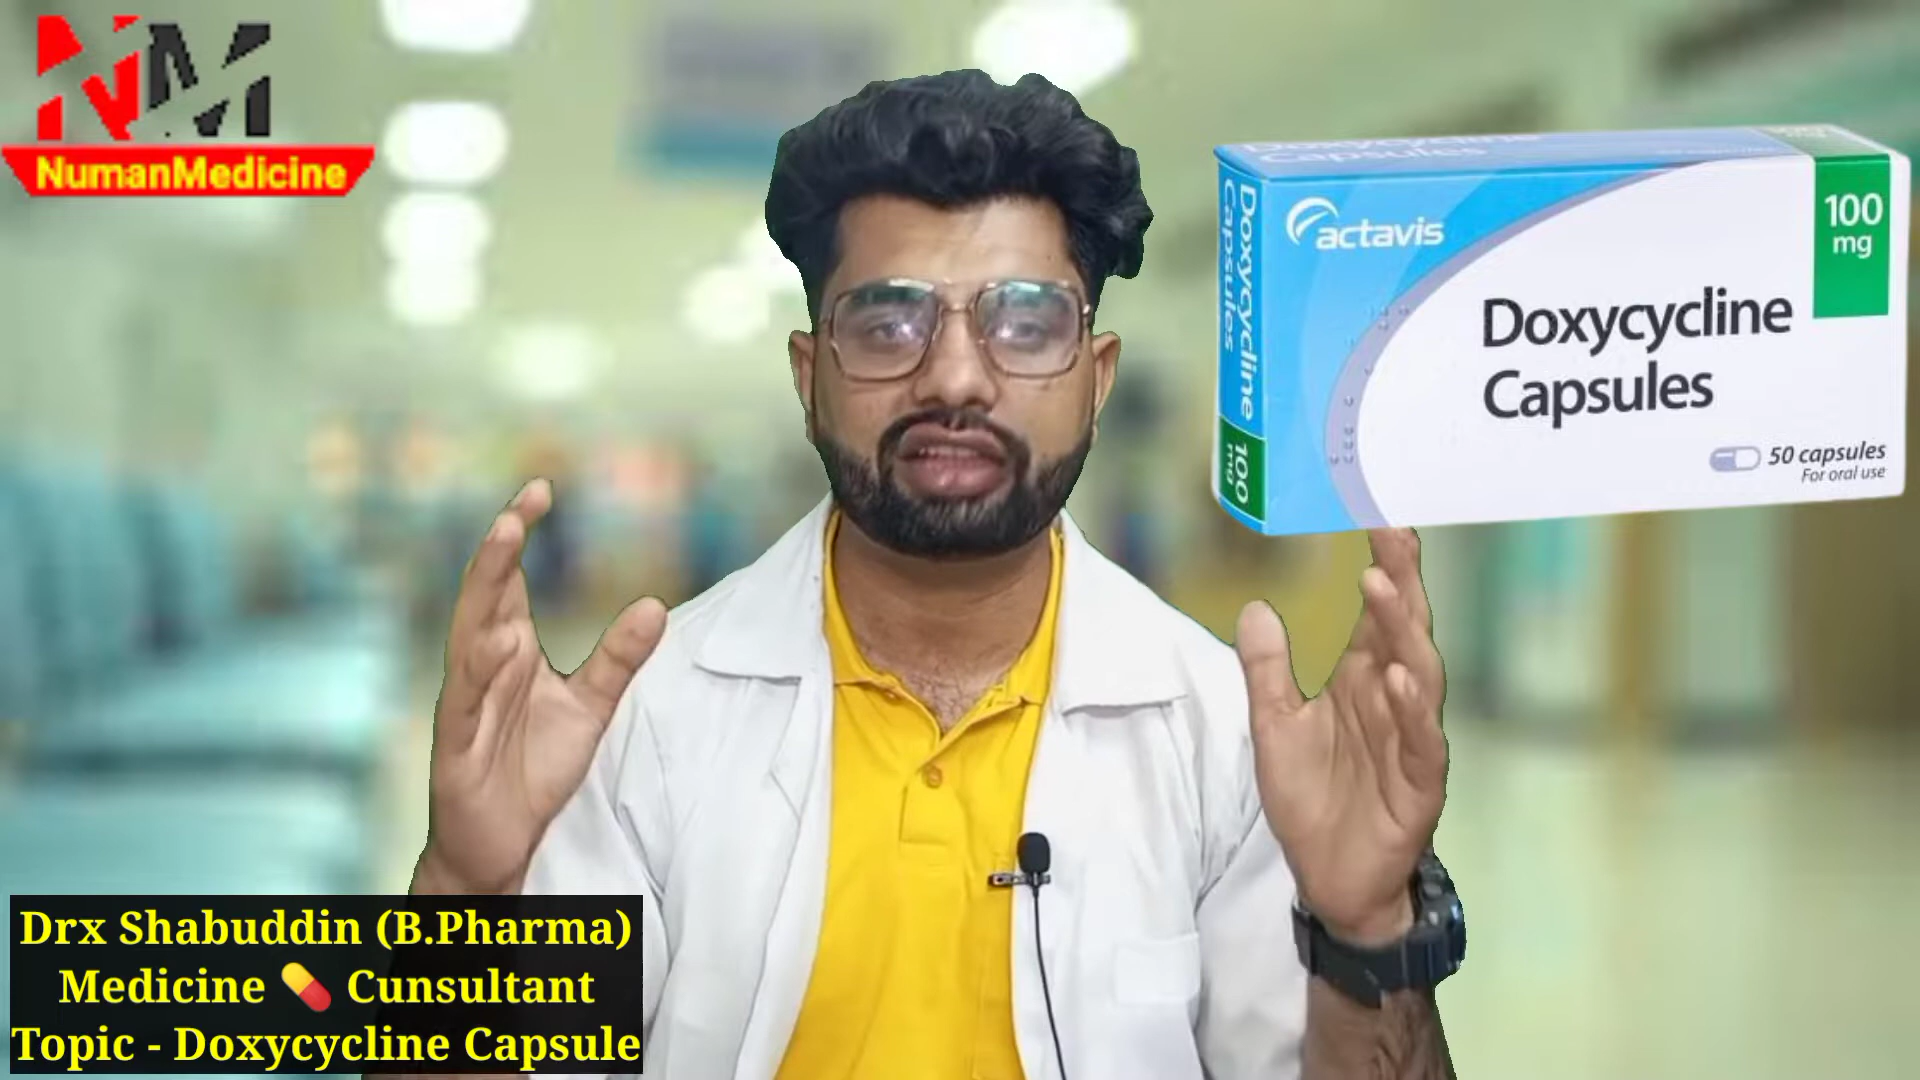 NM
NumanMedicine
Doxycycline
Capsules
100
mg
actavis
100
mg
Doxycycline
Capsules
50 capsules
For oral use
Drx Shabuddin (B.Pharma)
Medicine 💊 Cunsultant
Topic - Doxycycline Capsule